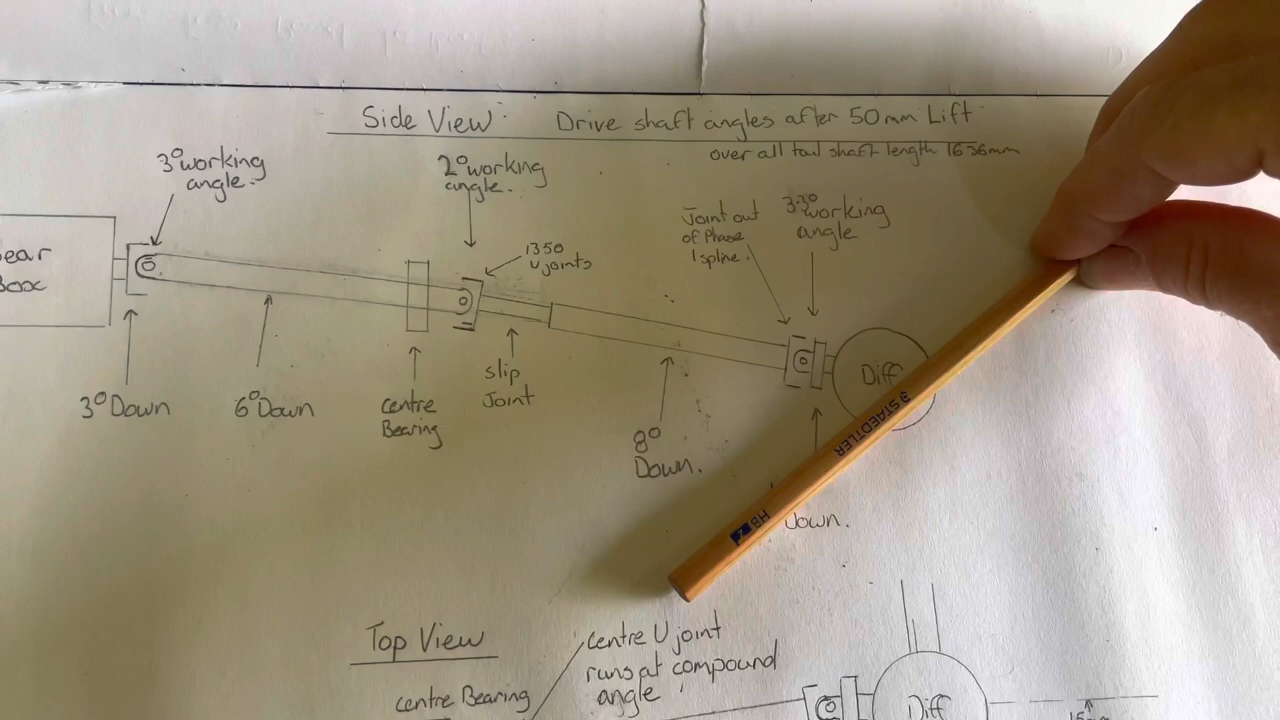 Side View
Drive shaft angles after 50mm Lift
over all tail shaft length 1636mm
3° working
angle.
2° working
angle.
Joint out
of Phase
1 spline.
3.3°
working
angle
1350
U joints
Gear
Box
Diff
3° Down
6° Down
Centre
Bearing
slip
Joint
8°
Down.
Down.
STAEDTLER
HB 2
Top View
Centre U joint
runs at compound
angle
centre Bearing
Diff